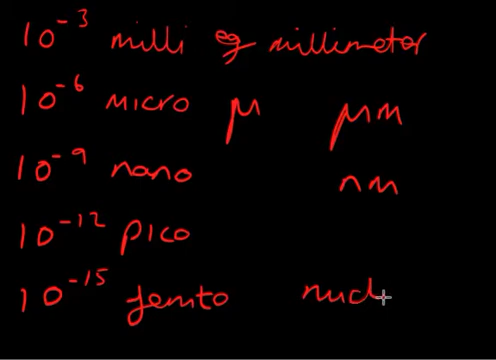 10⁻³ milli eg millimeter
10⁻⁶ micro μ μm
10⁻⁹ nano nm
10⁻¹² pico
10⁻¹⁵ femto nucl